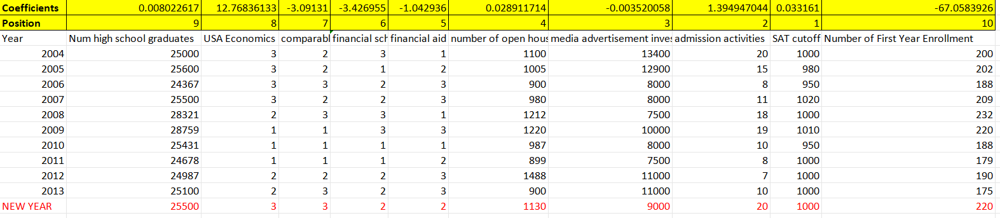 Coefficients 0.008022617 12.76836133 -3.09131 -3.426955 -1.042936 0.028911714 -0.003520058 1.394947044 0.033161 -67.0583926
Position 9 8 7 6 5 4 3 2 1 10
Year Num high school graduates USA Economics comparabl financial sch financial aid number of open hous media advertisement inves admission activities SAT cutoff Number of First Year Enrollment
2004 25000 3 2 3 1 1100 13400 20 1000 200
2005 25600 3 2 1 2 1005 12900 15 980 202
2006 24367 3 3 2 3 900 8000 8 950 188
2007 25500 3 2 2 3 980 8000 11 1020 209
2008 28321 2 3 3 1 1212 7500 18 1000 232
2009 28759 1 1 3 3 1220 10000 19 1010 220
2010 25431 1 1 1 1 987 8000 10 950 188
2011 24678 1 1 1 2 899 7500 8 1000 179
2012 24987 2 2 2 3 1488 11000 7 1000 190
2013 25100 2 3 2 3 900 11000 10 1000 175
NEW YEAR 25500 3 3 2 2 1130 9000 20 1000 220